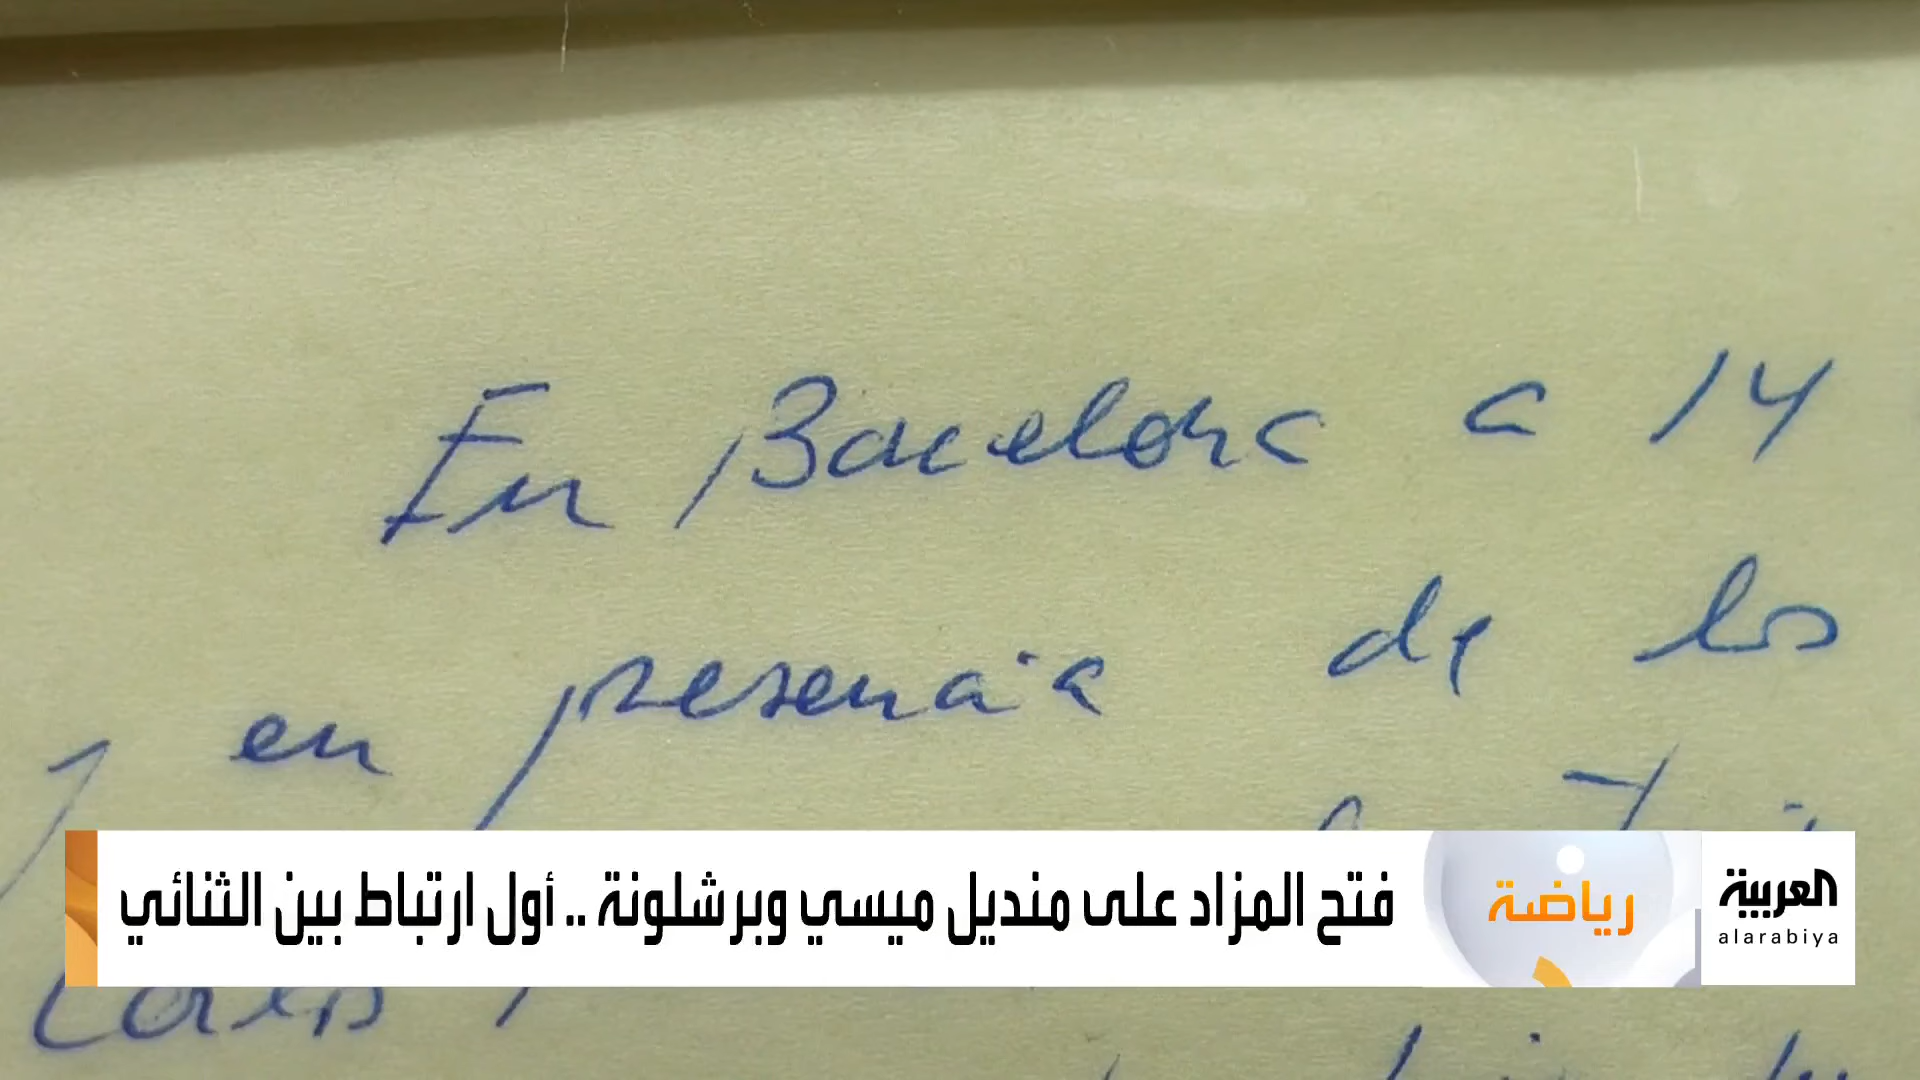 En Barcelona a 14
en presencia de los
فتح المزاد على منديل ميسي وبرشلونة .. أول ارتباط بين الثنائي
رياضة
العربية
alarabiya